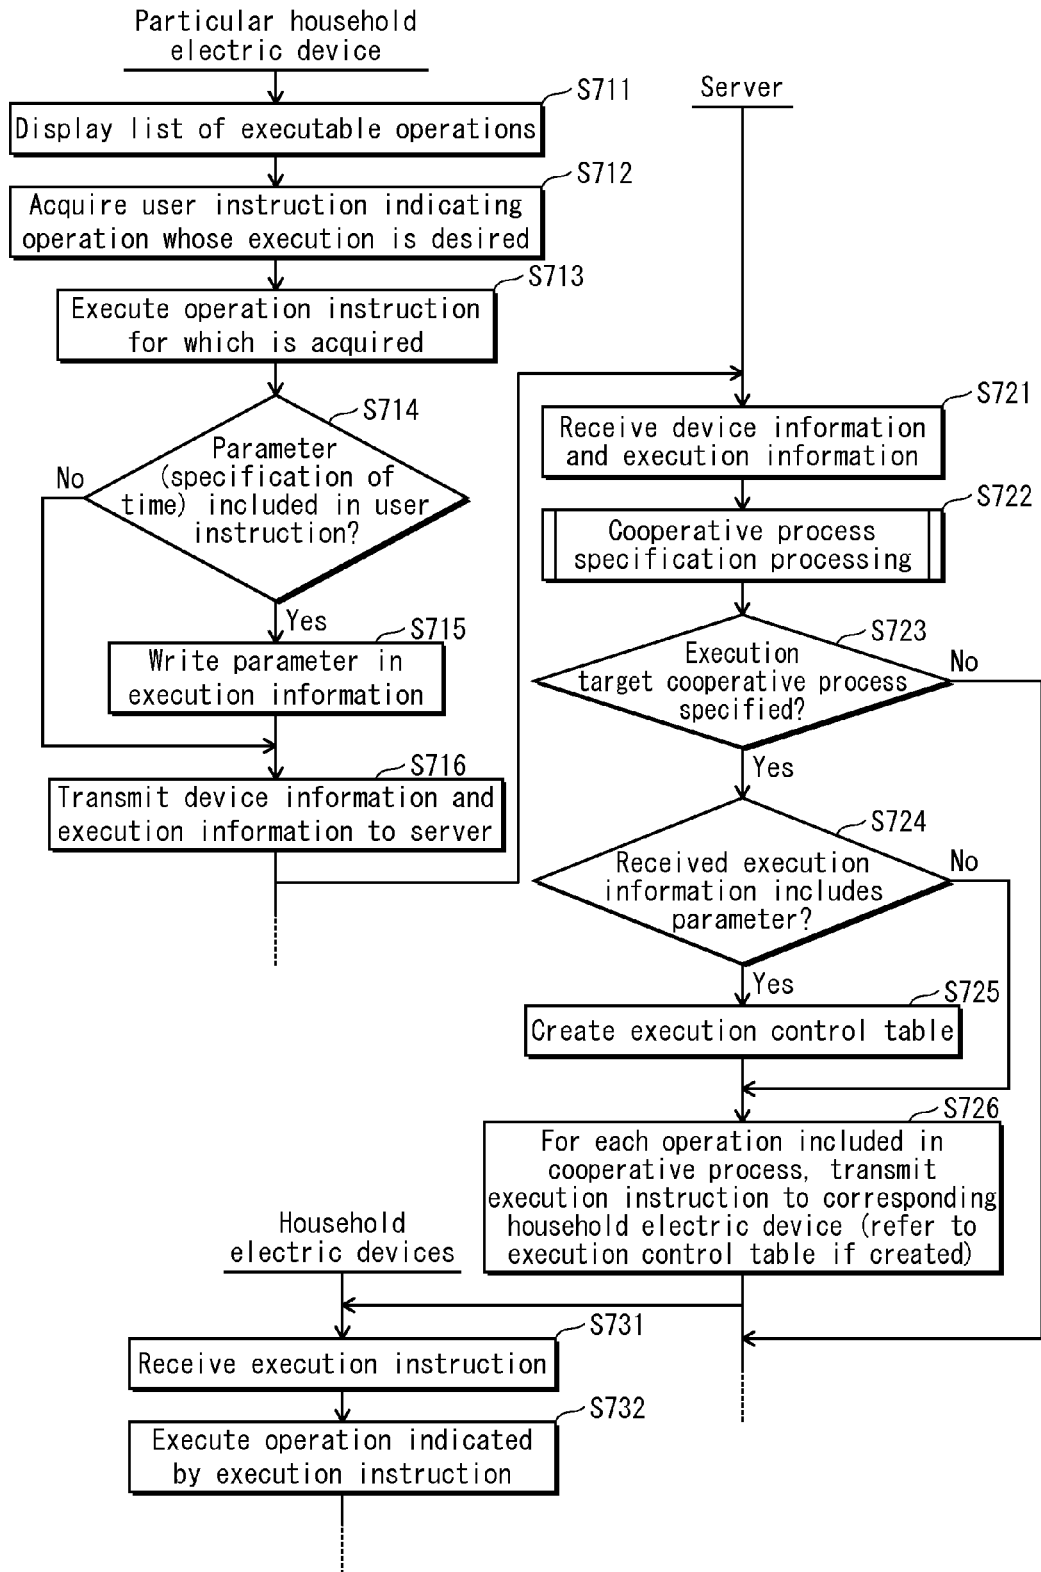 Particular household
electric device
S711
Display list of executable operations
S712
Acquire user instruction indicating
operation whose execution is desired
S713
Execute operation instruction
for which is acquired
S714
Parameter
(specification of
time) included in user
instruction?
No
Yes
S715
Write parameter in
execution information
S716
Transmit device information and
execution information to server
Server
S721
Receive device information
and execution information
S722
Cooperative process
specification processing
S723
Execution
target cooperative process
specified?
No
Yes
S724
Received execution
information includes
parameter?
No
Yes
S725
Create execution control table
S726
For each operation included in
cooperative process, transmit
execution instruction to corresponding
household electric device (refer to
execution control table if created)
Household
electric devices
S731
Receive execution instruction
S732
Execute operation indicated
by execution instruction